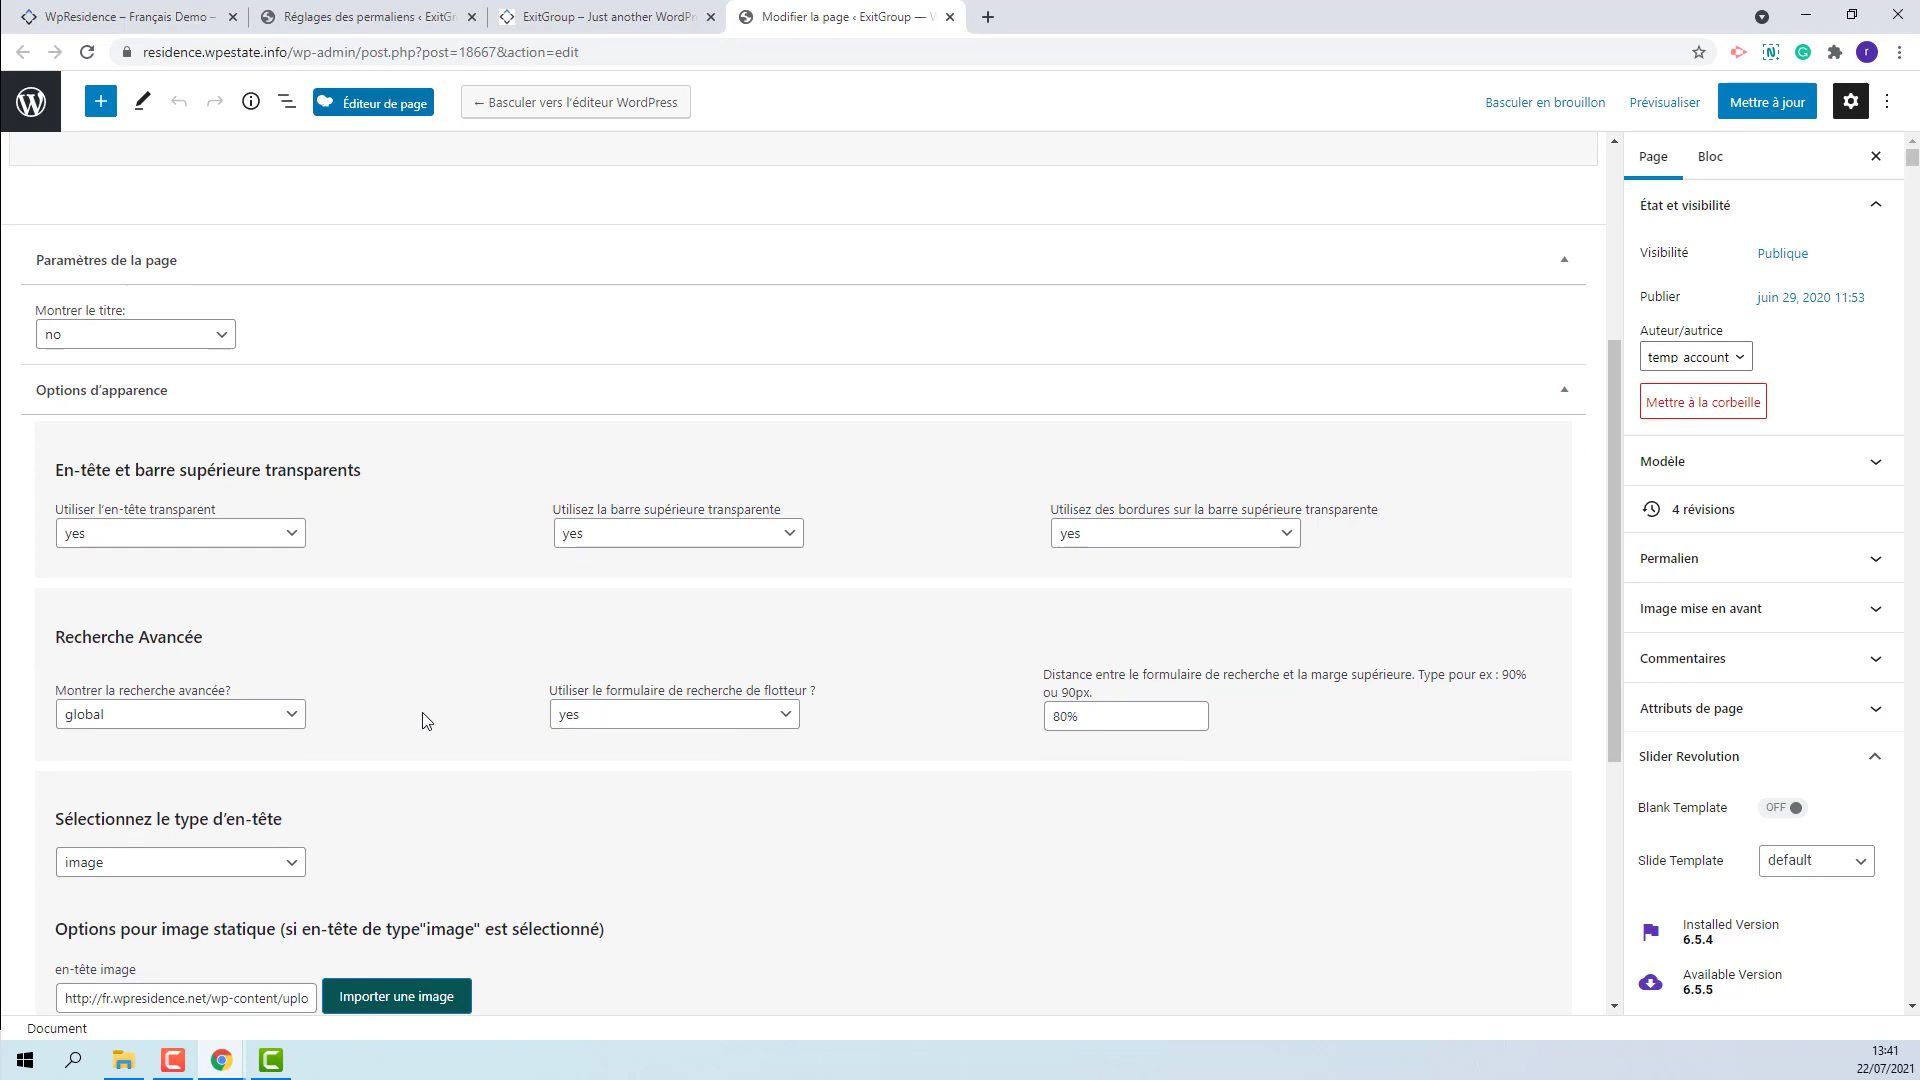 WpResidence – Français Demo –
Réglages des permaliens ‹ ExitGr
ExitGroup – Just another WordPr
Modifier la page ‹ ExitGroup — W
residence.wpestate.info/wp-admin/post.php?post=18667&action=edit
r
Éditeur de page
← Basculer vers l'éditeur WordPress
Basculer en brouillon
Prévisualiser
Mettre à jour
Page
Bloc
État et visibilité
Visibilité
Publique
Publier
juin 29, 2020 11:53
Auteur/autrice
temp account
Mettre à la corbeille
Modèle
4 révisions
Permalien
Image mise en avant
Commentaires
Attributs de page
Slider Revolution
Blank Template
OFF
Slide Template
default
Installed Version
6.5.4
Available Version
6.5.5
Paramètres de la page
Montrer le titre:
no
Options d'apparence
En-tête et barre supérieure transparents
Utiliser l'en-tête transparent
yes
Utilisez la barre supérieure transparente
yes
Utilisez des bordures sur la barre supérieure transparente
yes
Recherche Avancée
Montrer la recherche avancée?
global
Utiliser le formulaire de recherche de flotteur ?
yes
Distance entre le formulaire de recherche et la marge supérieure. Type pour ex : 90%
ou 90px.
80%
Sélectionnez le type d'en-tête
image
Options pour image statique (si en-tête de type"image" est sélectionné)
en-tête image
http://fr.wpresidence.net/wp-content/uplo
Importer une image
Document
13:41
22/07/2021